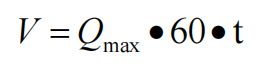 V = Q_max • 60 • t